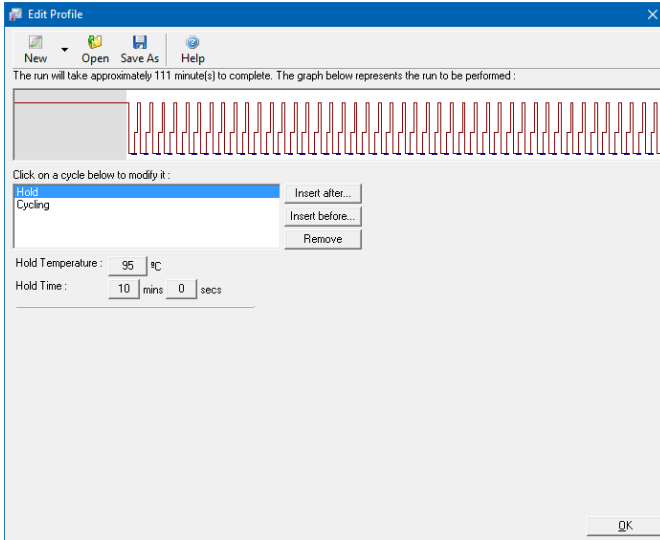 Edit Profile
New Open Save As Help
The run will take approximately 111 minute(s) to complete. The graph below represents the run to be performed :
Click on a cycle below to modify it :
Hold
Cycling
Insert after...
Insert before...
Remove
Hold Temperature : 95 ºC
Hold Time : 10 mins 0 secs
OK